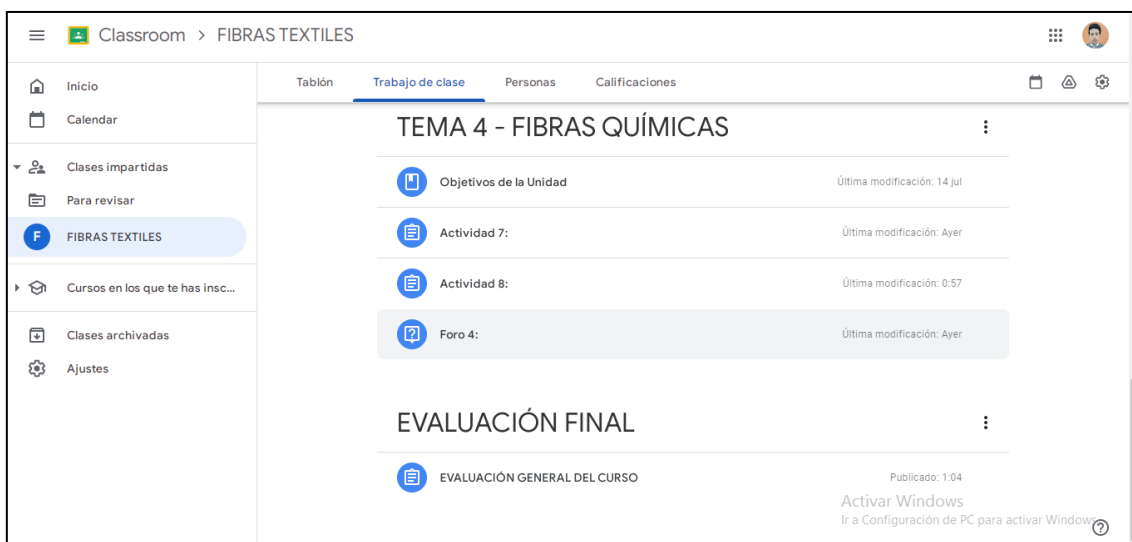 Classroom > FIBRAS TEXTILES
Inicio
Calendar
Clases impartidas
Para revisar
F FIBRAS TEXTILES
Cursos en los que te has insc...
Clases archivadas
Ajustes
Tablón Trabajo de clase Personas Calificaciones
TEMA 4 - FIBRAS QUÍMICAS
Objetivos de la Unidad Última modificación: 14 jul
Actividad 7: Última modificación: Ayer
Actividad 8: Última modificación: 0:57
Foro 4: Última modificación: Ayer
EVALUACIÓN FINAL
EVALUACIÓN GENERAL DEL CURSO Publicado: 1:04
Activar Windows
Ir a Configuración de PC para activar Windows.